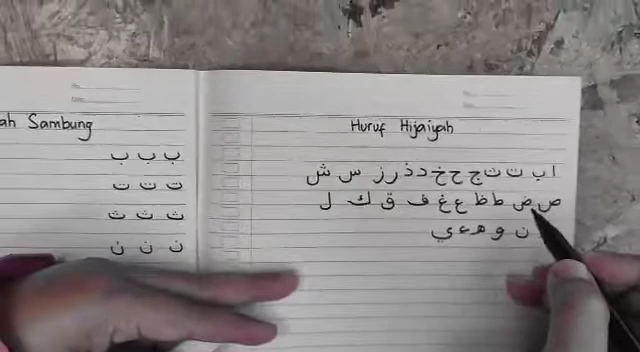 ah Sambung
ب ب ب
ت ت ت
ث ث ث
ن ن ن
Huruf Hijaiyah
ا ب ت ث ج ح خ د ذ ر ز س ش
ص ض ط ظ ع غ ف ق ك ل
ن و ه ء ي